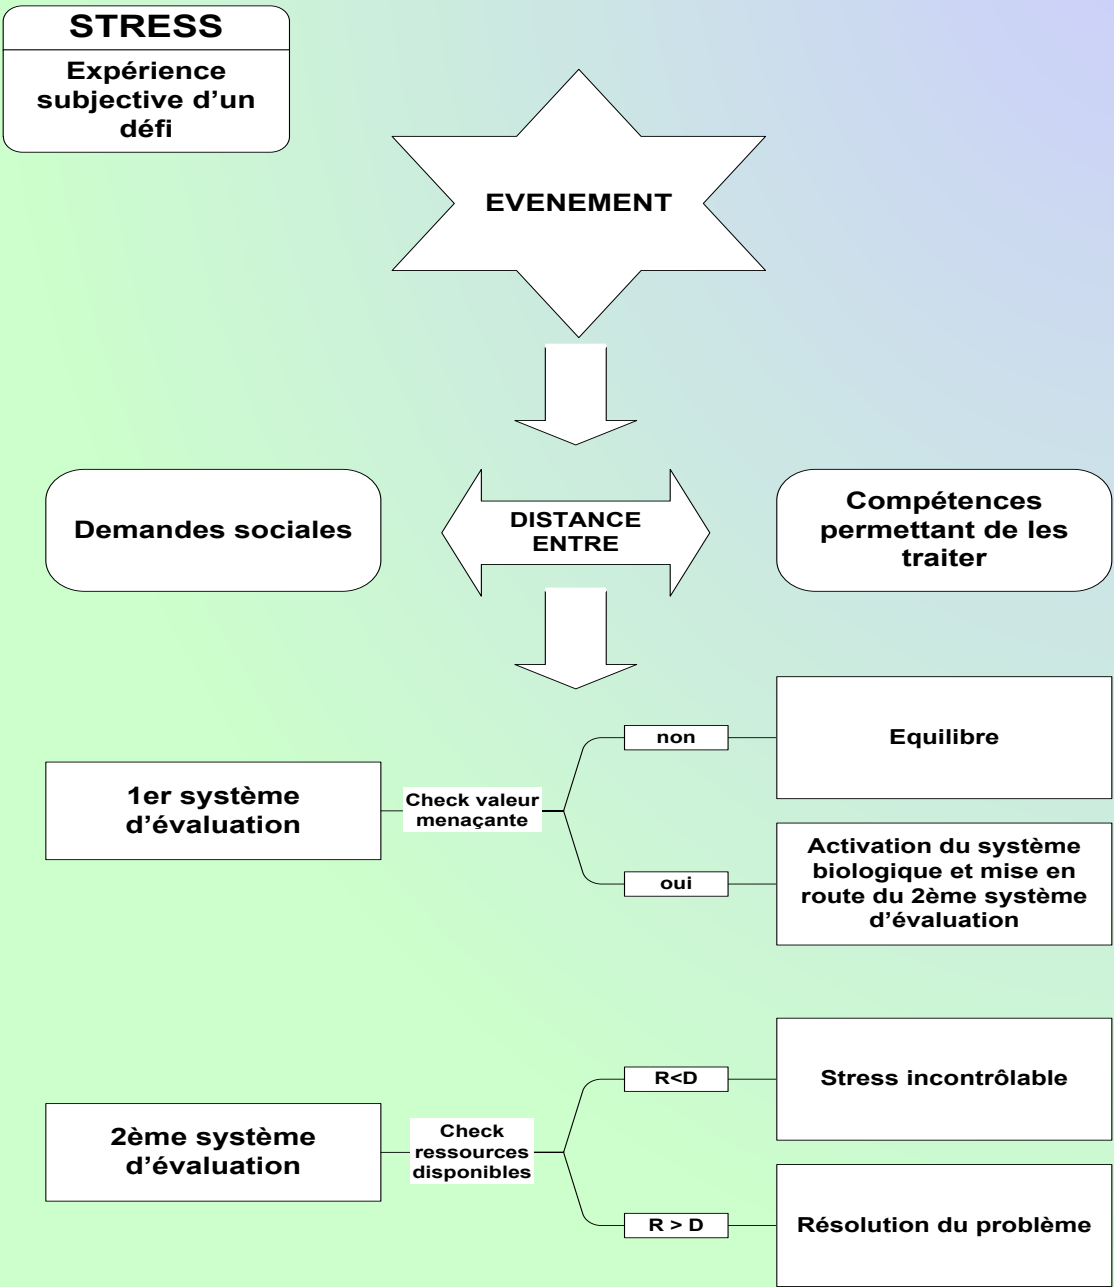 STRESS
Expérience
subjective d'un
défi
EVENEMENT
Demandes sociales
DISTANCE
ENTRE
Compétences
permettant de les
traiter
1er système
d'évaluation
Check valeur
menaçante
non
Equilibre
oui
Activation du système
biologique et mise en
route du 2ème système
d'évaluation
2ème système
d'évaluation
Check
ressources
disponibles
R<D
Stress incontrôlable
R > D
Résolution du problème